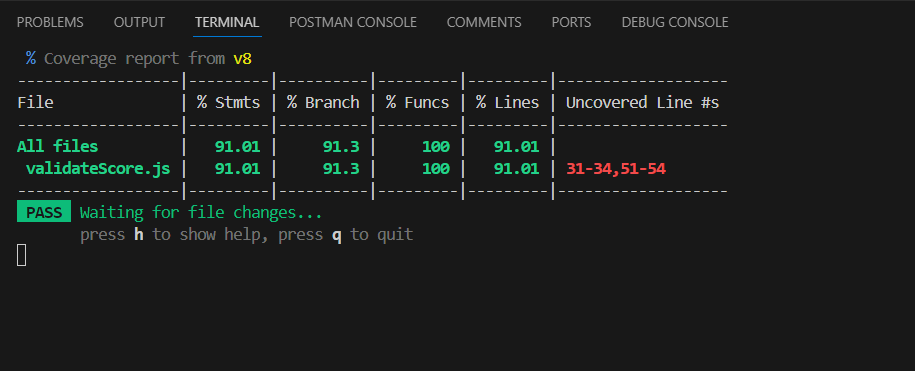 PROBLEMS OUTPUT TERMINAL POSTMAN CONSOLE COMMENTS PORTS DEBUG CONSOLE
% Coverage report from v8
------------------|---------|----------|---------|---------|-------------------
File              | % Stmts | % Branch | % Funcs | % Lines | Uncovered Line #s
------------------|---------|----------|---------|---------|-------------------
All files         |   91.01 |     91.3 |     100 |   91.01 |
 validateScore.js |   91.01 |     91.3 |     100 |   91.01 | 31-34,51-54
------------------|---------|----------|---------|---------|-------------------
PASS Waiting for file changes...
press h to show help, press q to quit